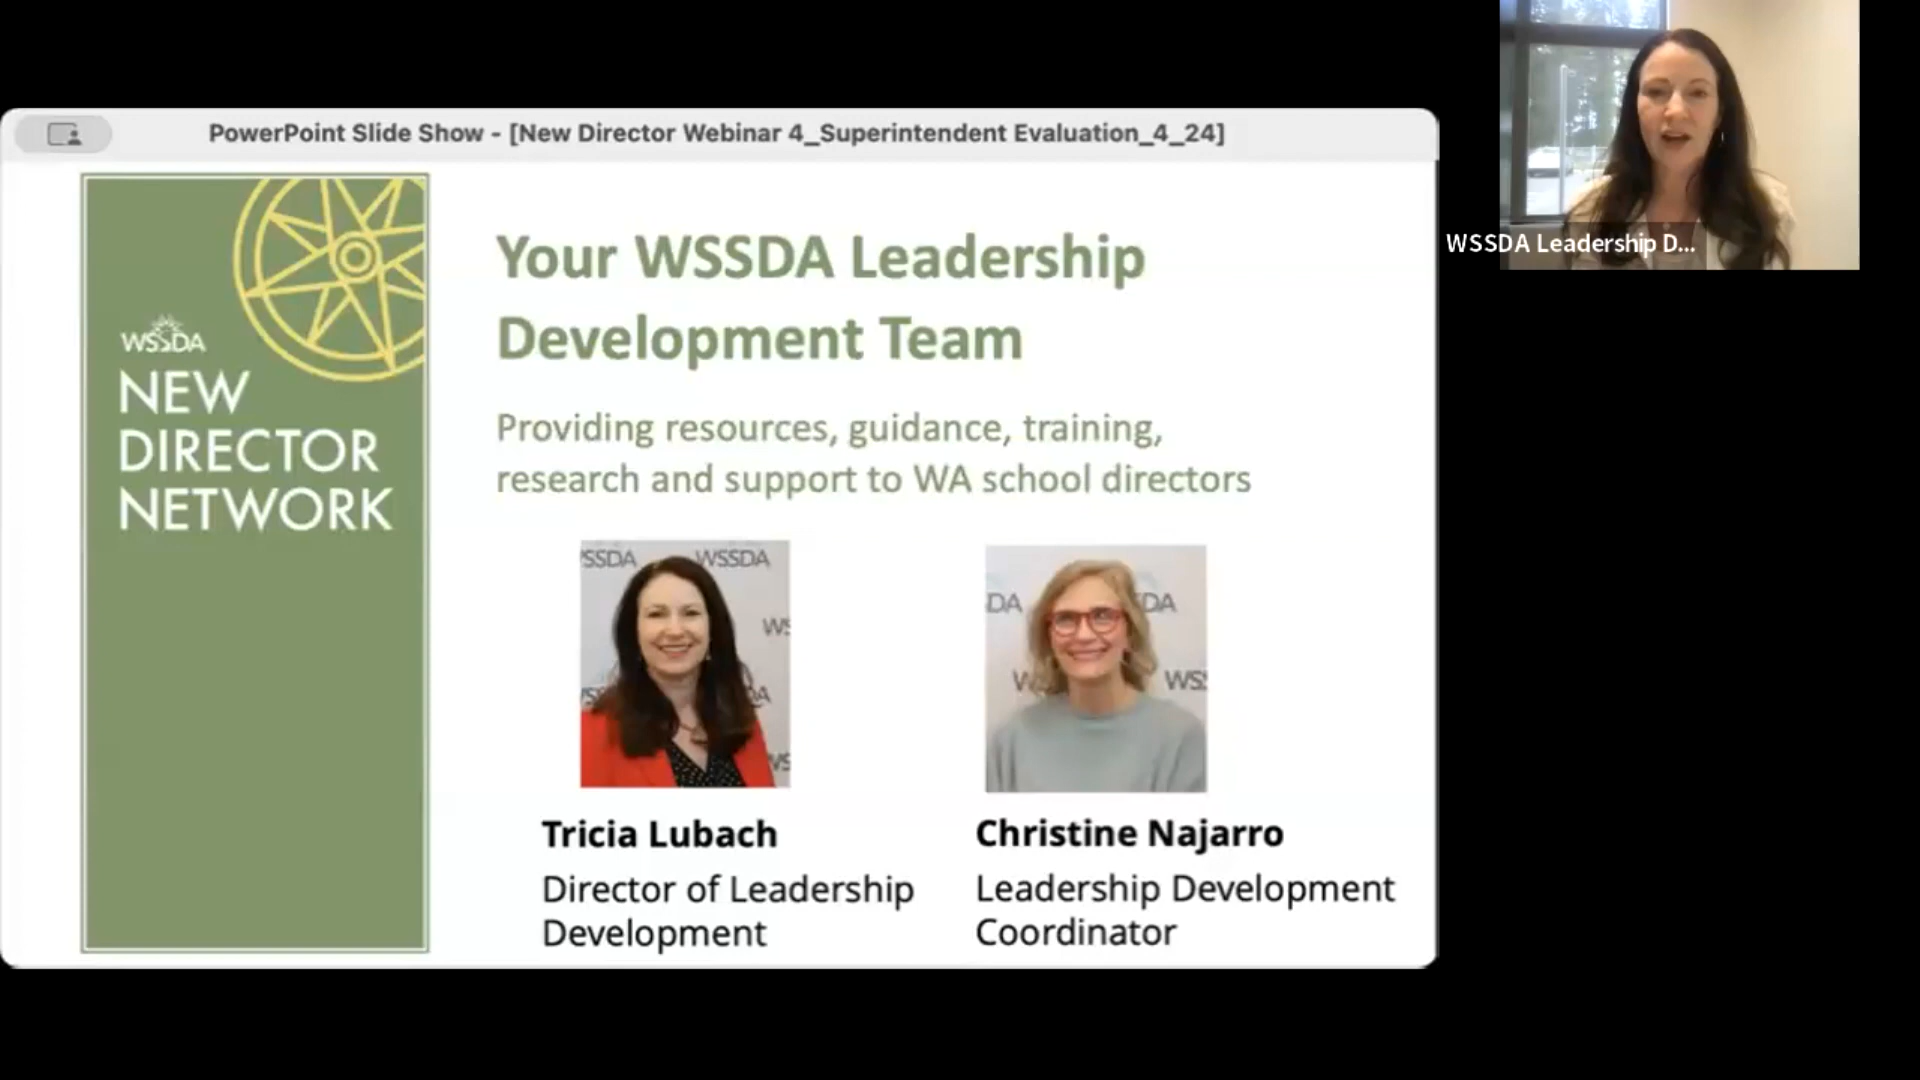 PowerPoint Slide Show - [New Director Webinar 4_Superintendent Evaluation_4_24]
WSSDA
NEW
DIRECTOR
NETWORK
Your WSSDA Leadership
Development Team
Providing resources, guidance, training,
research and support to WA school directors
WSSDA
Tricia Lubach
Director of Leadership
Development
Christine Najarro
Leadership Development
Coordinator
WSSDA Leadership D...